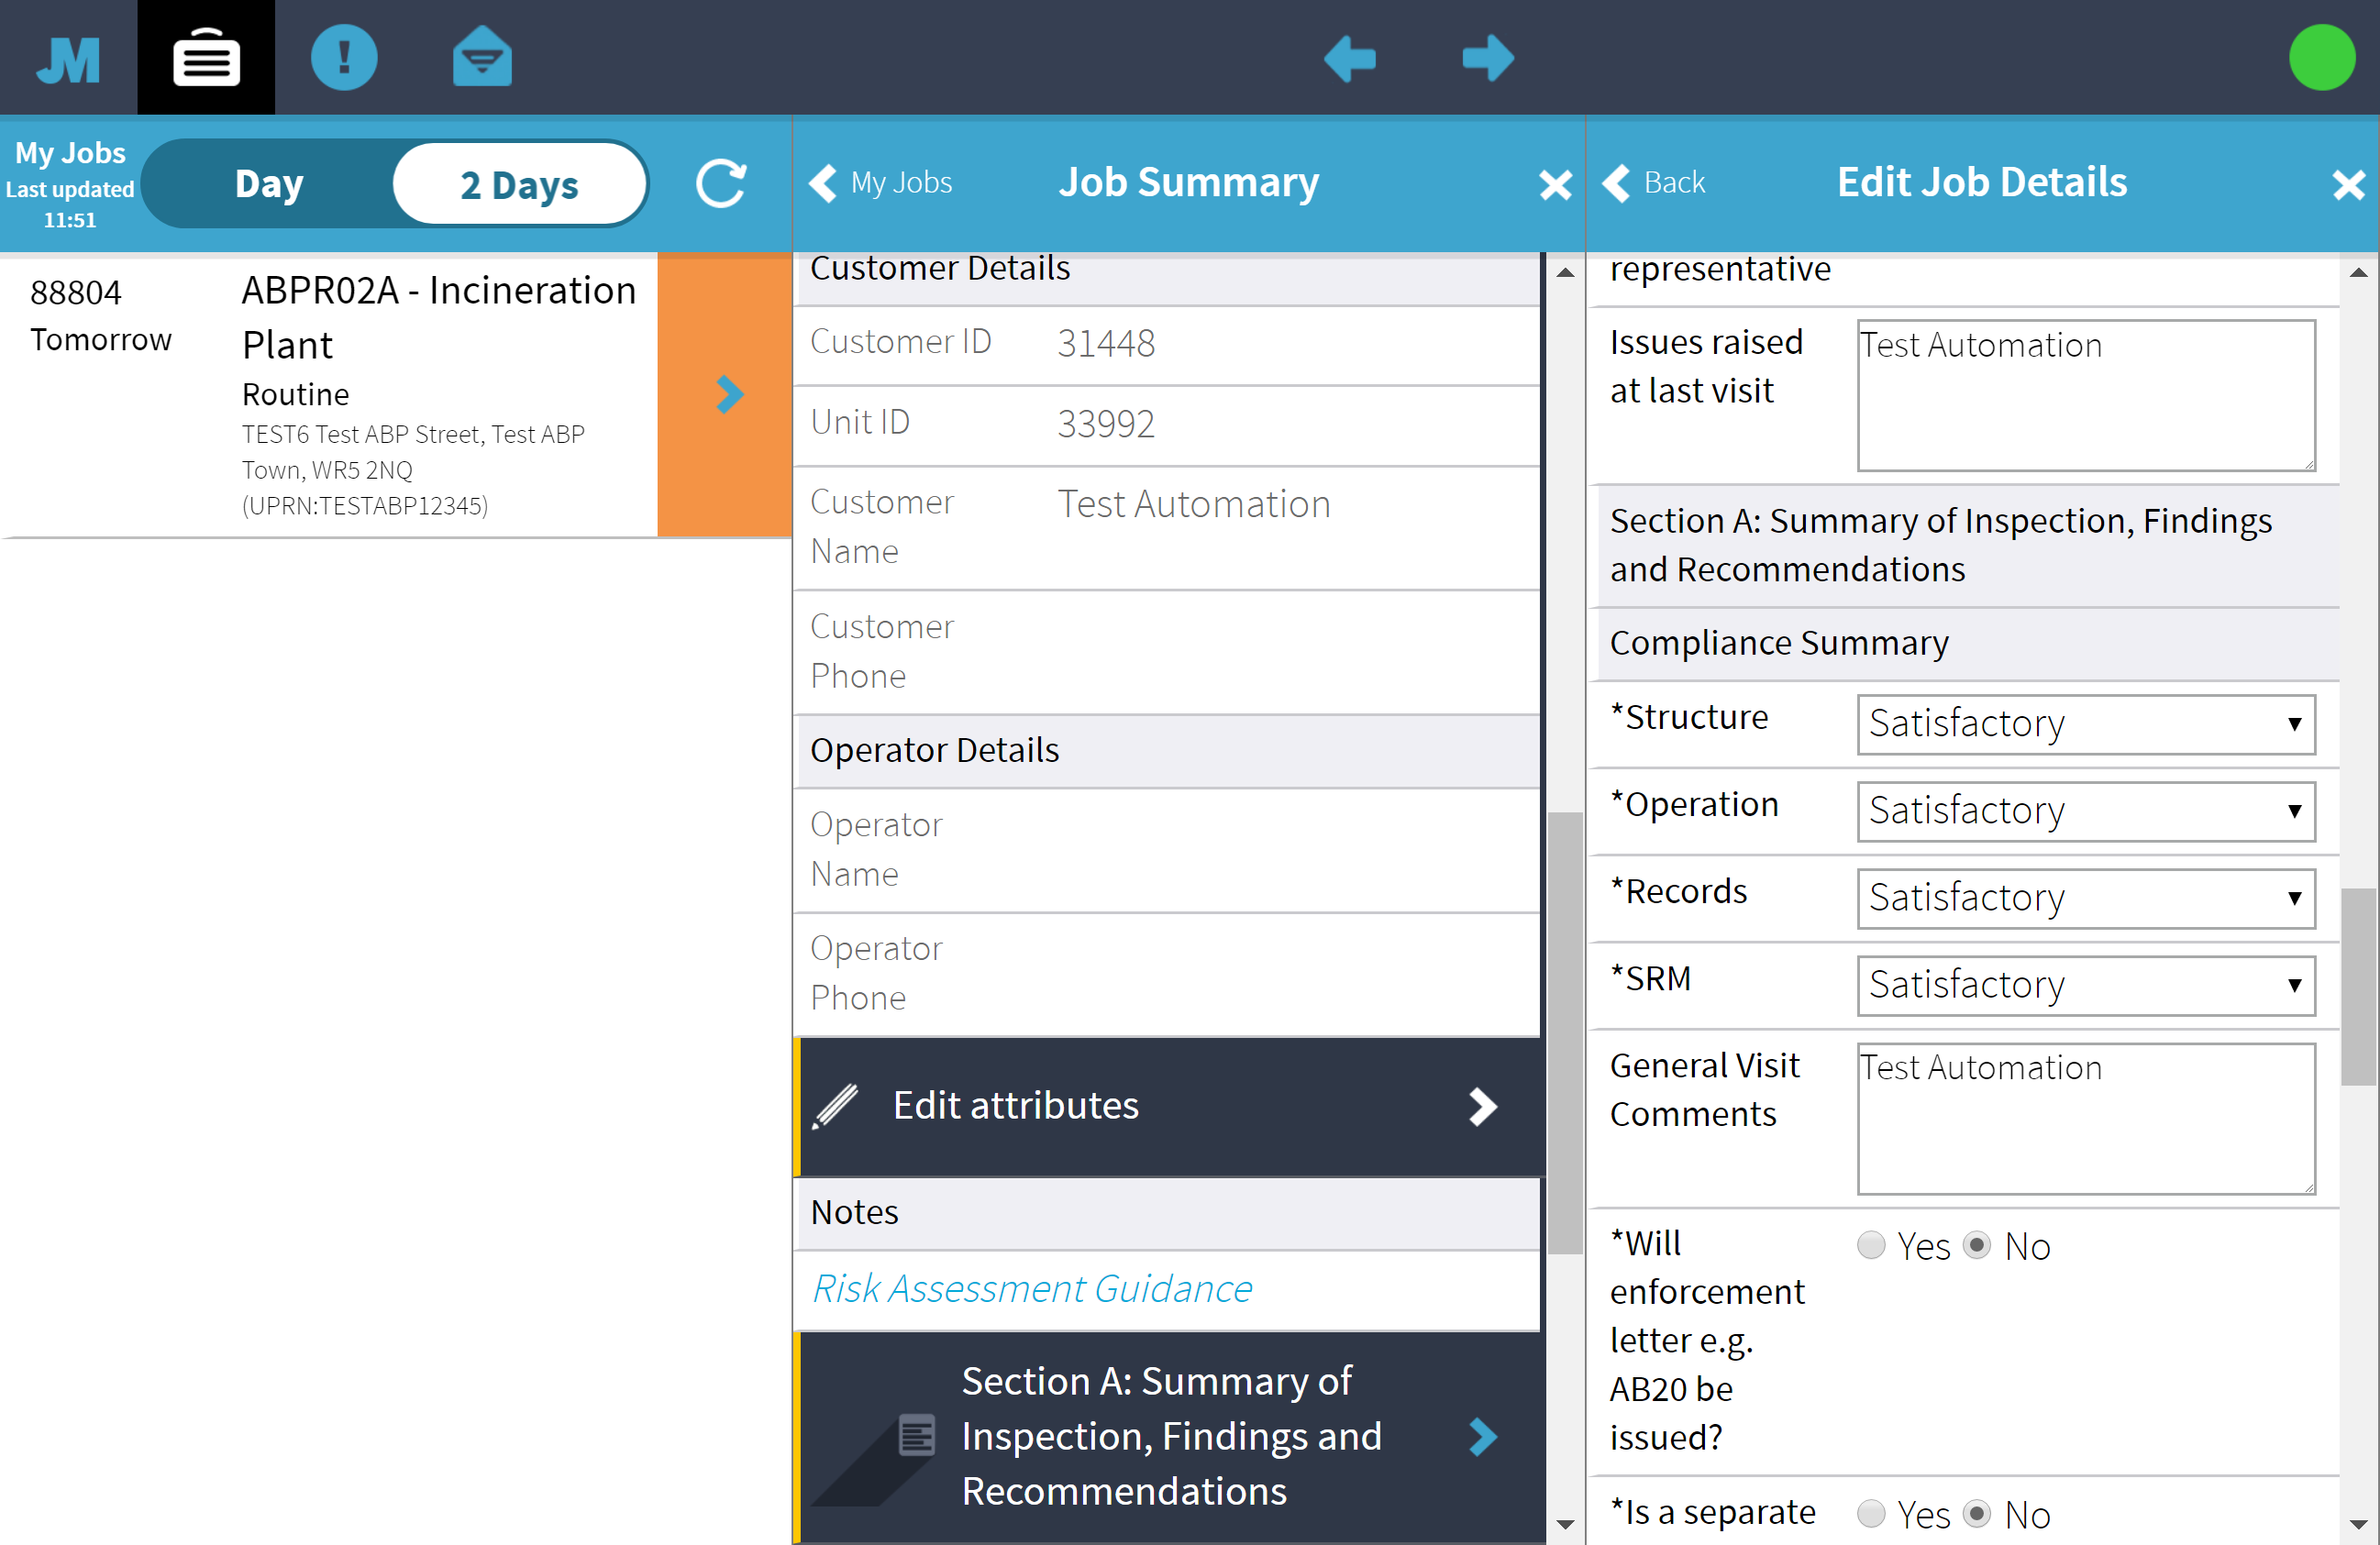 JM
My Jobs
Last updated
11:51
Day
2 Days
My Jobs
Job Summary
Back
Edit Job Details
88804
Tomorrow
ABPR02A - Incineration
Plant
Routine
TEST6 Test ABP Street, Test ABP
Town, WR5 2NQ
(UPRN:TESTABP12345)
Customer Details
Customer ID
31448
Unit ID
33992
Customer
Name
Test Automation
Customer
Phone
Operator Details
Operator
Name
Operator
Phone
Edit attributes
Notes
Risk Assessment Guidance
Section A: Summary of
Inspection, Findings and
Recommendations
representative
Issues raised
at last visit
Test Automation
Section A: Summary of Inspection, Findings
and Recommendations
Compliance Summary
*Structure
Satisfactory
*Operation
Satisfactory
*Records
Satisfactory
*SRM
Satisfactory
General Visit
Comments
Test Automation
*Will
enforcement
letter e.g.
AB20 be
issued?
Yes No
*Is a separate
Yes No